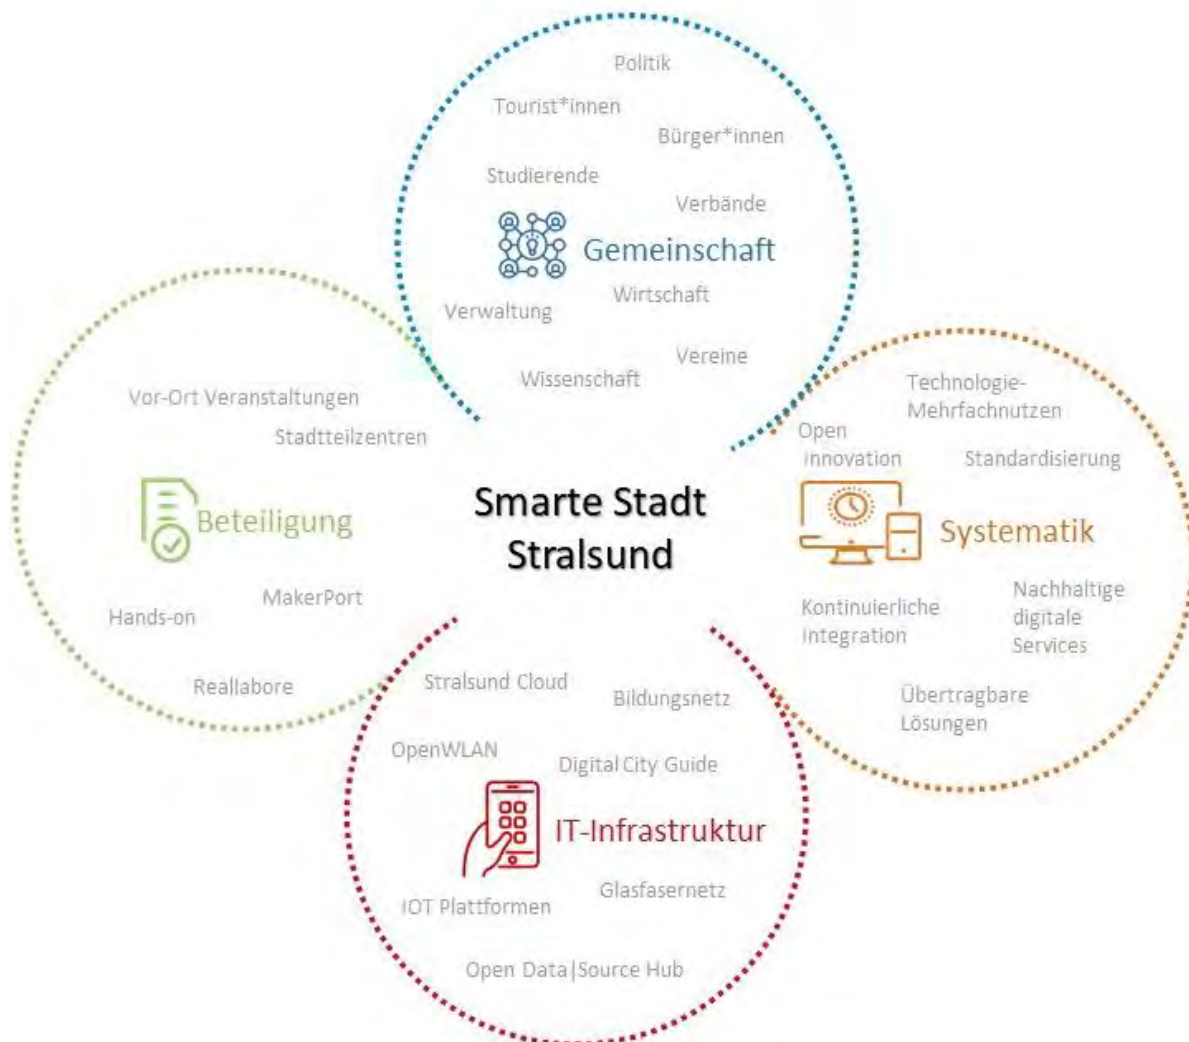 Politik
Tourist*innen
Bürger*innen
Studierende
Verbände
Gemeinschaft
Wirtschaft
Verwaltung
Vereine
Wissenschaft
Vor-Ort Veranstaltungen
Stadtteilzentren
Beteiligung
MakerPort
Hands-on
Reallabore
Smarte Stadt
Stralsund
Technologie-
Mehrfachnutzen
Open
Innovation
Standardisierung
Systematik
Kontinuierliche
Integration
Nachhaltige
digitale
Services
Übertragbare
Lösungen
Stralsund Cloud
Bildungsnetz
OpenWLAN
Digital City Guide
IT-Infrastruktur
Glasfasernetz
IOT Plattformen
Open Data|Source Hub